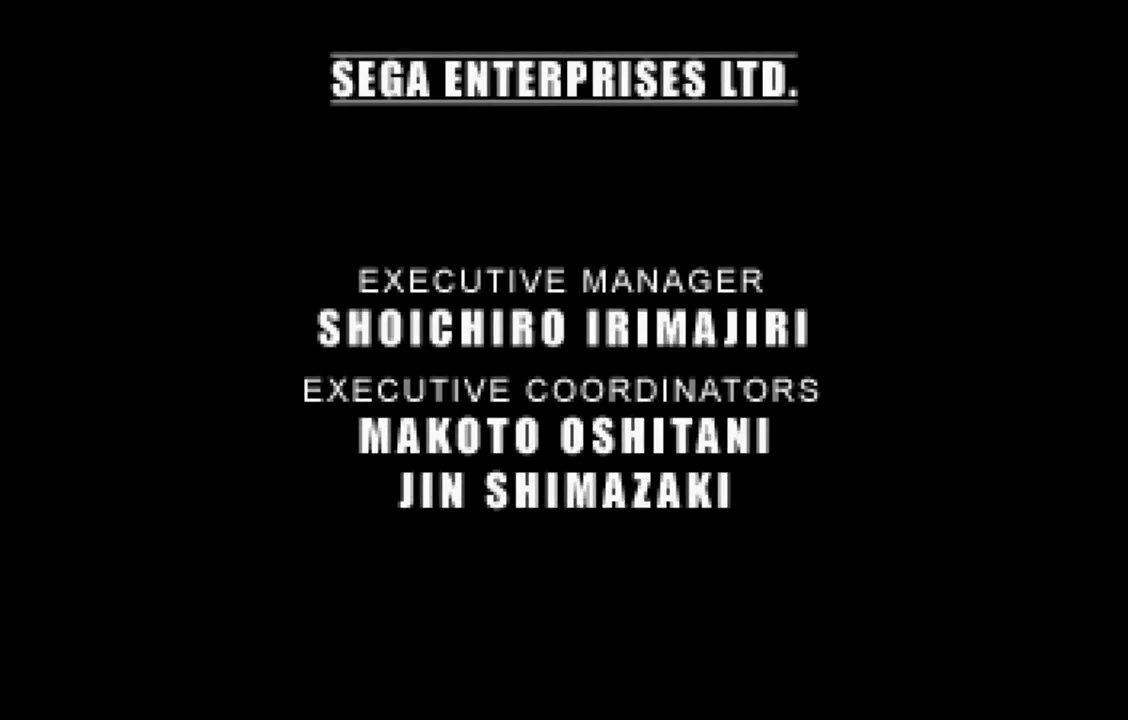 SEGA ENTERPRISES LTD.
EXECUTIVE MANAGER
SHOICHIRO IRIMAJIRI
EXECUTIVE COORDINATORS
MAKOTO OSHITANI
JIN SHIMAZAKI